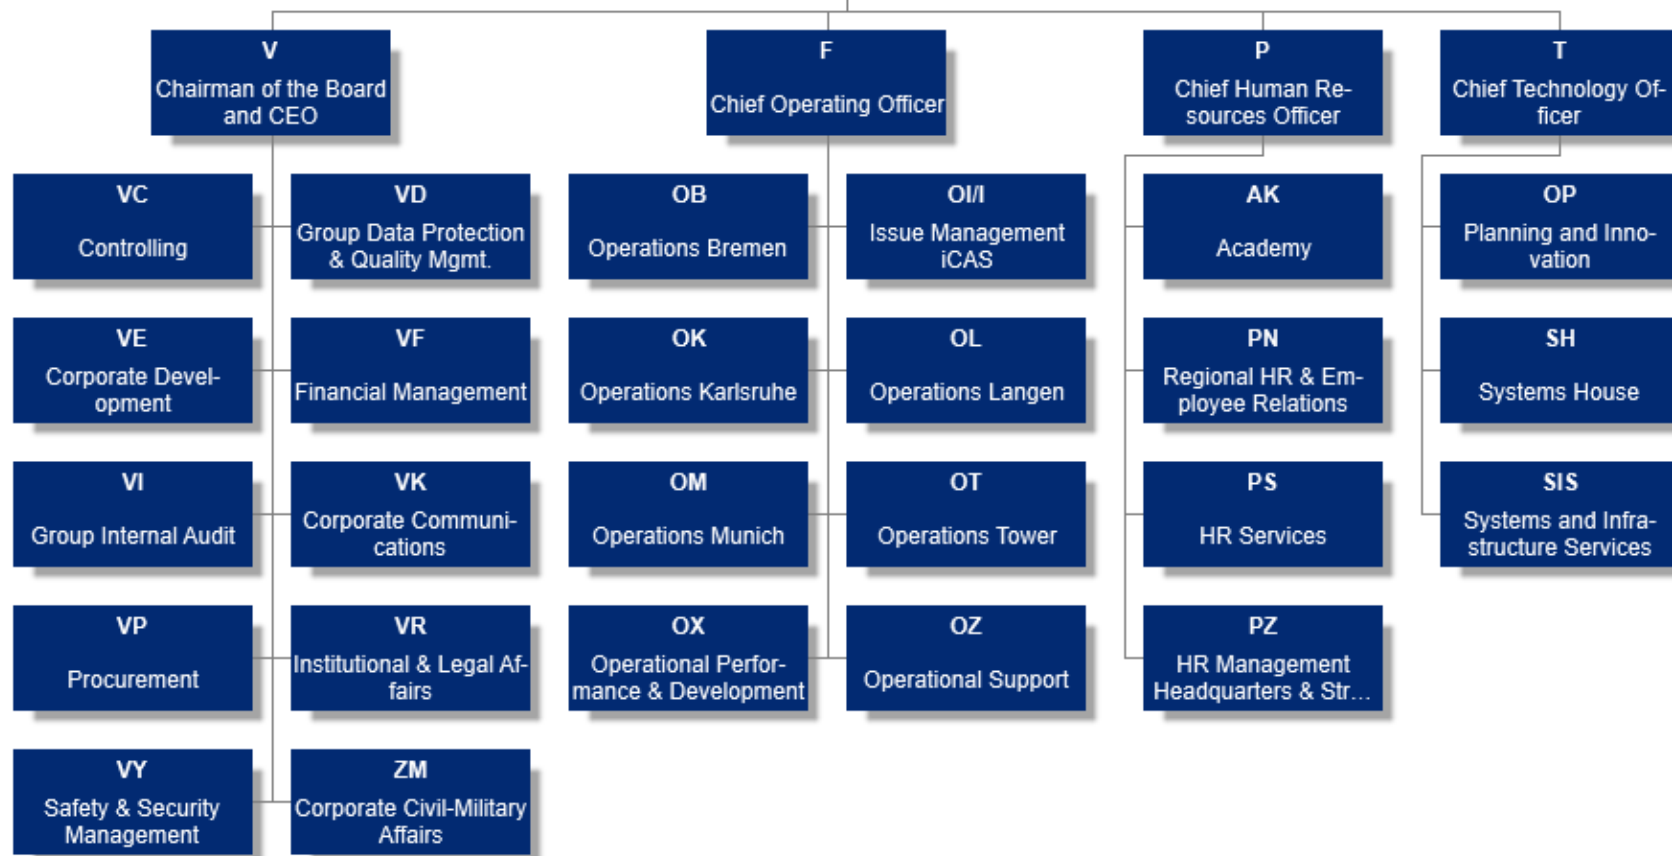 V
Chairman of the Board
and CEO
F
Chief Operating Officer
P
Chief Human Re-
sources Officer
T
Chief Technology Of-
ficer
VC
Controlling
VD
Group Data Protection
& Quality Mgmt.
OB
Operations Bremen
OI/I
Issue Management
iCAS
AK
Academy
OP
Planning and Inno-
vation
VE
Corporate Devel-
opment
VF
Financial Management
OK
Operations Karlsruhe
OL
Operations Langen
PN
Regional HR & Em-
ployee Relations
SH
Systems House
VI
Group Internal Audit
VK
Corporate Communi-
cations
OM
Operations Munich
OT
Operations Tower
PS
HR Services
SIS
Systems and Infra-
structure Services
VP
Procurement
VR
Institutional & Legal Af-
fairs
OX
Operational Perfor-
mance & Development
OZ
Operational Support
PZ
HR Management
Headquarters & Str...
VY
Safety & Security
Management
ZM
Corporate Civil-Military
Affairs